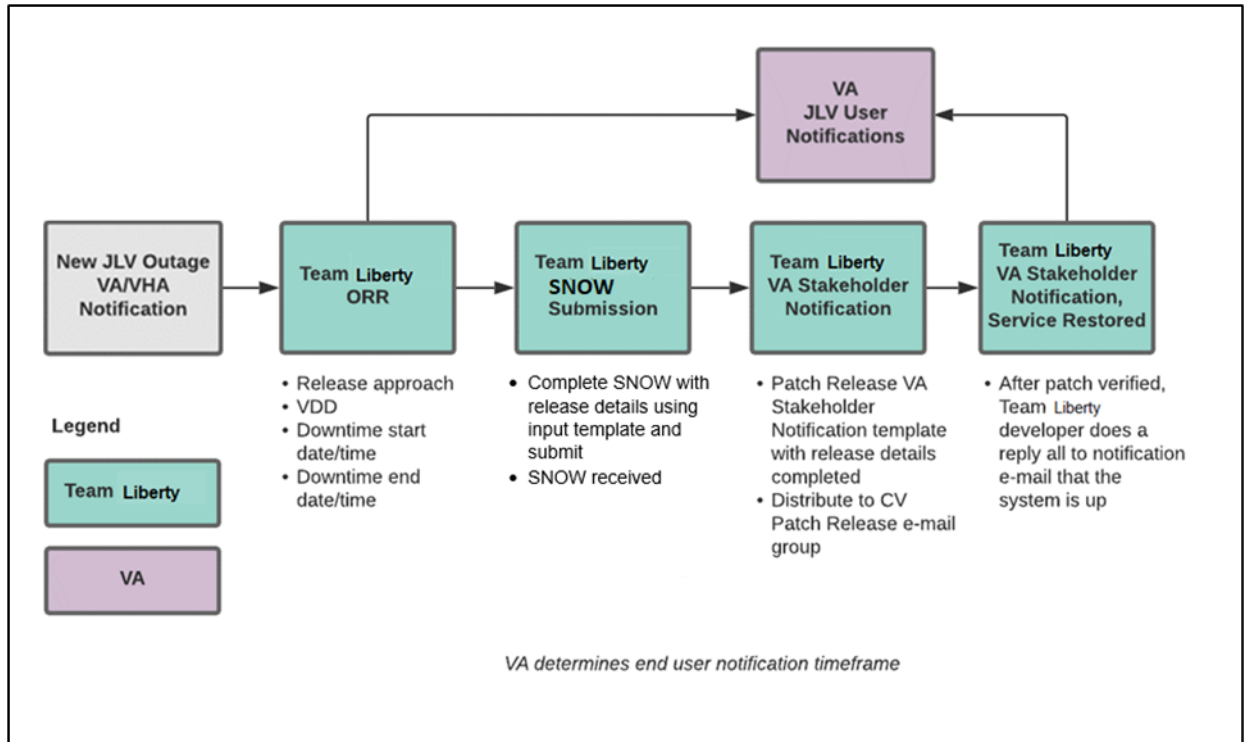 VA
JLV User
Notifications
New JLV Outage
VA/VHA
Notification
Team Liberty
ORR
Team Liberty
SNOW
Submission
Team Liberty
VA Stakeholder
Notification
Team Liberty
VA Stakeholder
Notification,
Service Restored
• Release approach
• VDD
• Downtime start
date/time
• Downtime end
date/time
• Complete SNOW with
release details using
input template and
submit
• SNOW received
• Patch Release VA
Stakeholder
Notification template
with release details
completed
• Distribute to CV
Patch Release e-mail
group
• After patch verified,
Team Liberty
developer does a
reply all to notification
e-mail that the
system is up
Legend
Team Liberty
VA
VA determines end user notification timeframe